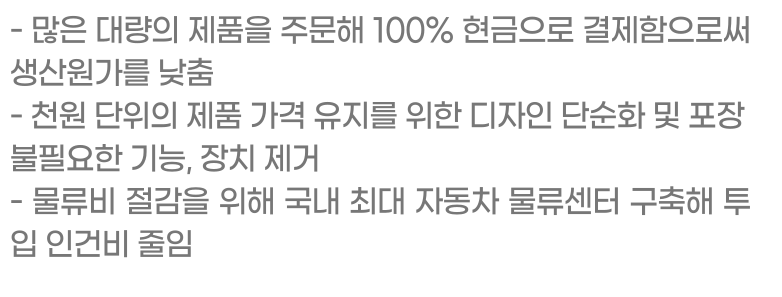 - 많은 대량의 제품을 주문해 100% 현금으로 결제함으로써
생산원가를 낮춤
- 천원 단위의 제품 가격 유지를 위한 디자인 단순화 및 포장
불필요한 기능, 장치 제거
- 물류비 절감을 위해 국내 최대 자동차 물류센터 구축해 투
입 인건비 줄임